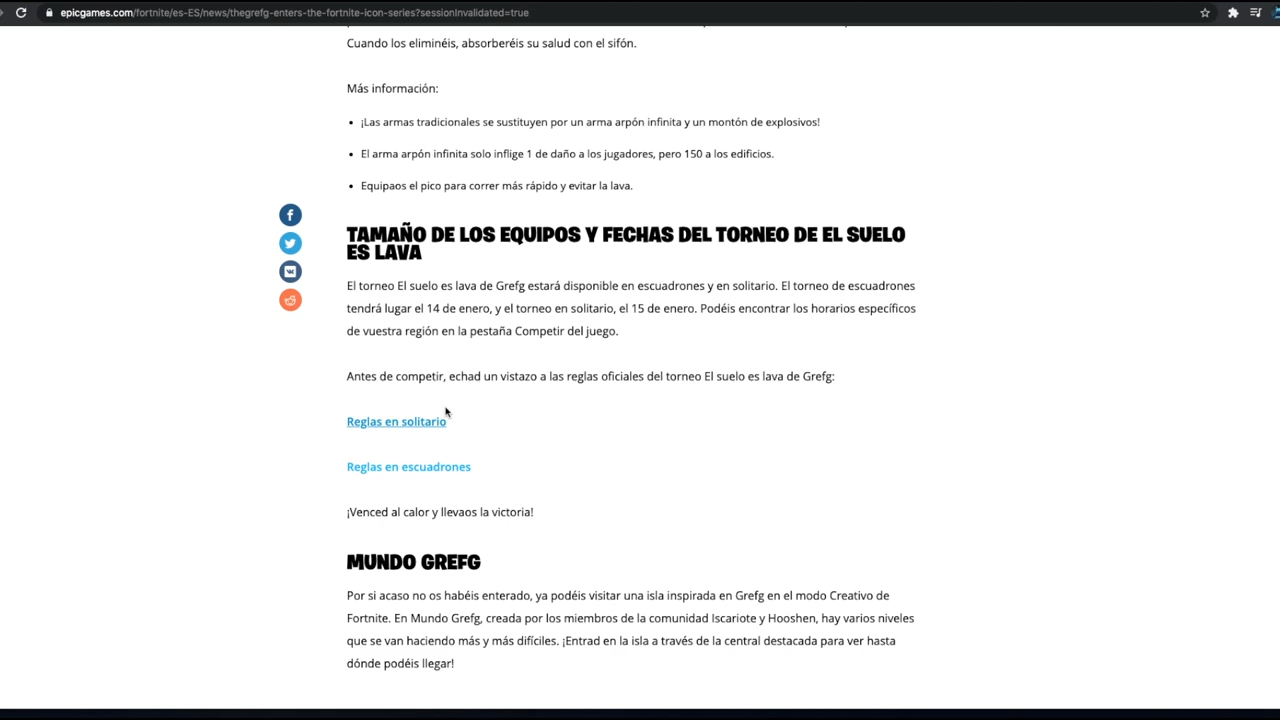 epicgames.com/fortnite/es-ES/news/thegrefg-enters-the-fortnite-icon-series?sessionInvalidated=true
Cuando los eliminéis, absorberéis su salud con el sifón.
Más información:
• ¡Las armas tradicionales se sustituyen por un arma arpón infinita y un montón de explosivos!
• El arma arpón infinita solo inflige 1 de daño a los jugadores, pero 150 a los edificios.
• Equipaos el pico para correr más rápido y evitar la lava.
TAMAÑO DE LOS EQUIPOS Y FECHAS DEL TORNEO DE EL SUELO
ES LAVA
El torneo El suelo es lava de Grefg estará disponible en escuadrones y en solitario. El torneo de escuadrones
tendrá lugar el 14 de enero, y el torneo en solitario, el 15 de enero. Podéis encontrar los horarios específicos
de vuestra región en la pestaña Competir del juego.
Antes de competir, echad un vistazo a las reglas oficiales del torneo El suelo es lava de Grefg:
Reglas en solitario
Reglas en escuadrones
¡Venced al calor y llevaos la victoria!
MUNDO GREFG
Por si acaso no os habéis enterado, ya podéis visitar una isla inspirada en Grefg en el modo Creativo de
Fortnite. En Mundo Grefg, creada por los miembros de la comunidad Iscariote y Hooshen, hay varios niveles
que se van haciendo más y más difíciles. ¡Entrad en la isla a través de la central destacada para ver hasta
dónde podéis llegar!